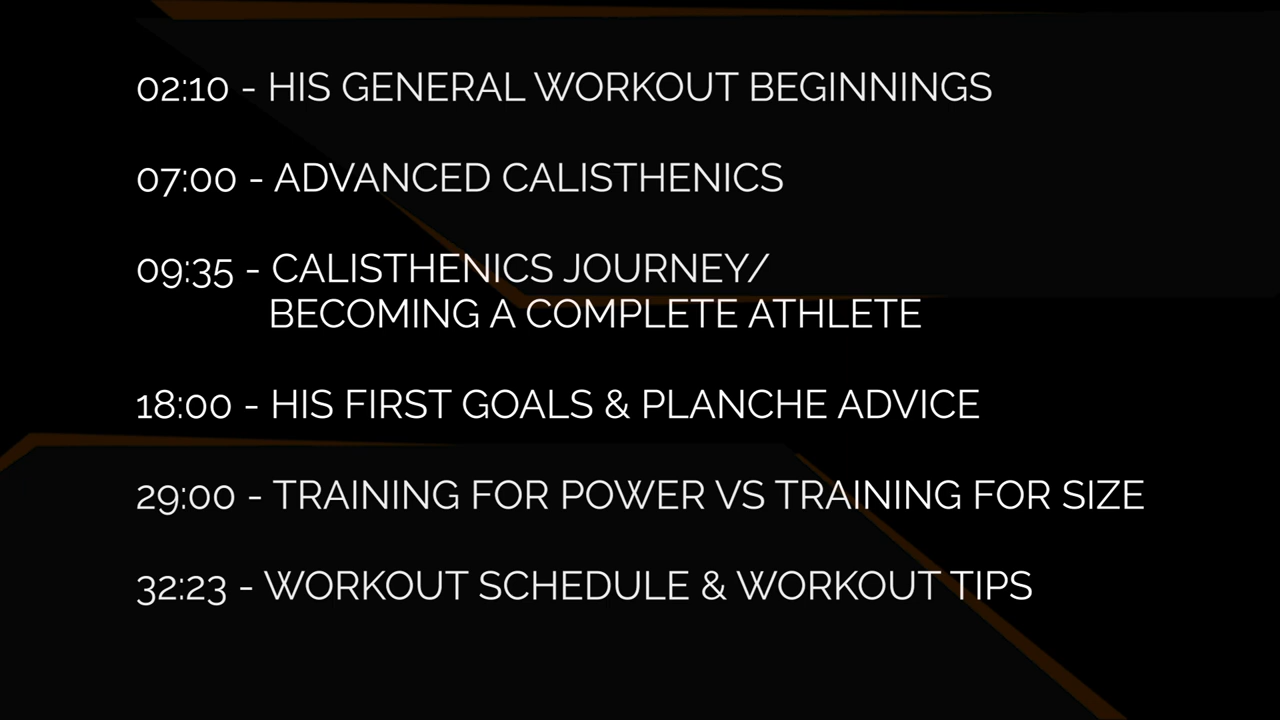 02:10 - HIS GENERAL WORKOUT BEGINNINGS
07:00 - ADVANCED CALISTHENICS
09:35 - CALISTHENICS JOURNEY/
BECOMING A COMPLETE ATHLETE
18:00 - HIS FIRST GOALS & PLANCHE ADVICE
29:00 - TRAINING FOR POWER VS TRAINING FOR SIZE
32:23 - WORKOUT SCHEDULE & WORKOUT TIPS